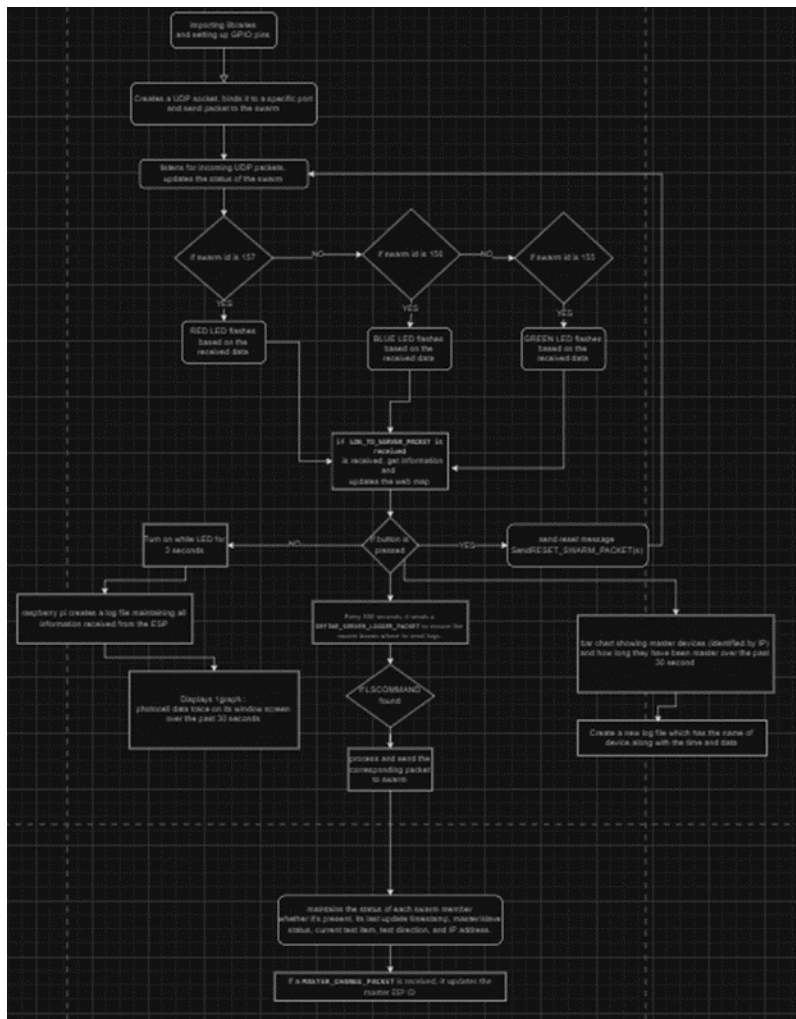 importing libraries
and setting up GPIO pins
Creates a UDP socket, binds it to a specific port
and send packet to the swarm
listens for incoming UDP packets,
updates the status of the swarm
if swarm id is 157
NO
if swarm id is 156
NO
if swarm id is 155
YES
YES
YES
RED LED flashes
based on the
received data
BLUE LED flashes
based on the
received data
GREEN LED flashes
based on the
received data
if LOG_TO_SERVER_PACKET is
received
is received, get information
and
updates the web map
Turn on white LED for
3 seconds
NO
If button is
pressed
YES
send reset message
SendRESET_SWARM_PACKET(s)
raspberry pi creates a log file maintaining all
information received from the ESP
Every seconds, it sends a
DEFINE_SERVER_LOGGER_PACKET to ensure the
swarm knows where to send logs.
bar chart showing master devices (identified by IP)
and how long they have been master over the past
30 second
Displays 1graph :
photocell data trace on its window screen
over the past 30 seconds
If LSCOMMAND
found
Create a new log file which has the name of
device along with the time and data
process and send the
corresponding packet
to swarm
maintains the status of each swarm member
whether it's present, its last update timestamp, master/slave
status, current test item, test direction, and IP address.
If a MASTER_CHANGE_PACKET is received, it updates the
master ESP ID